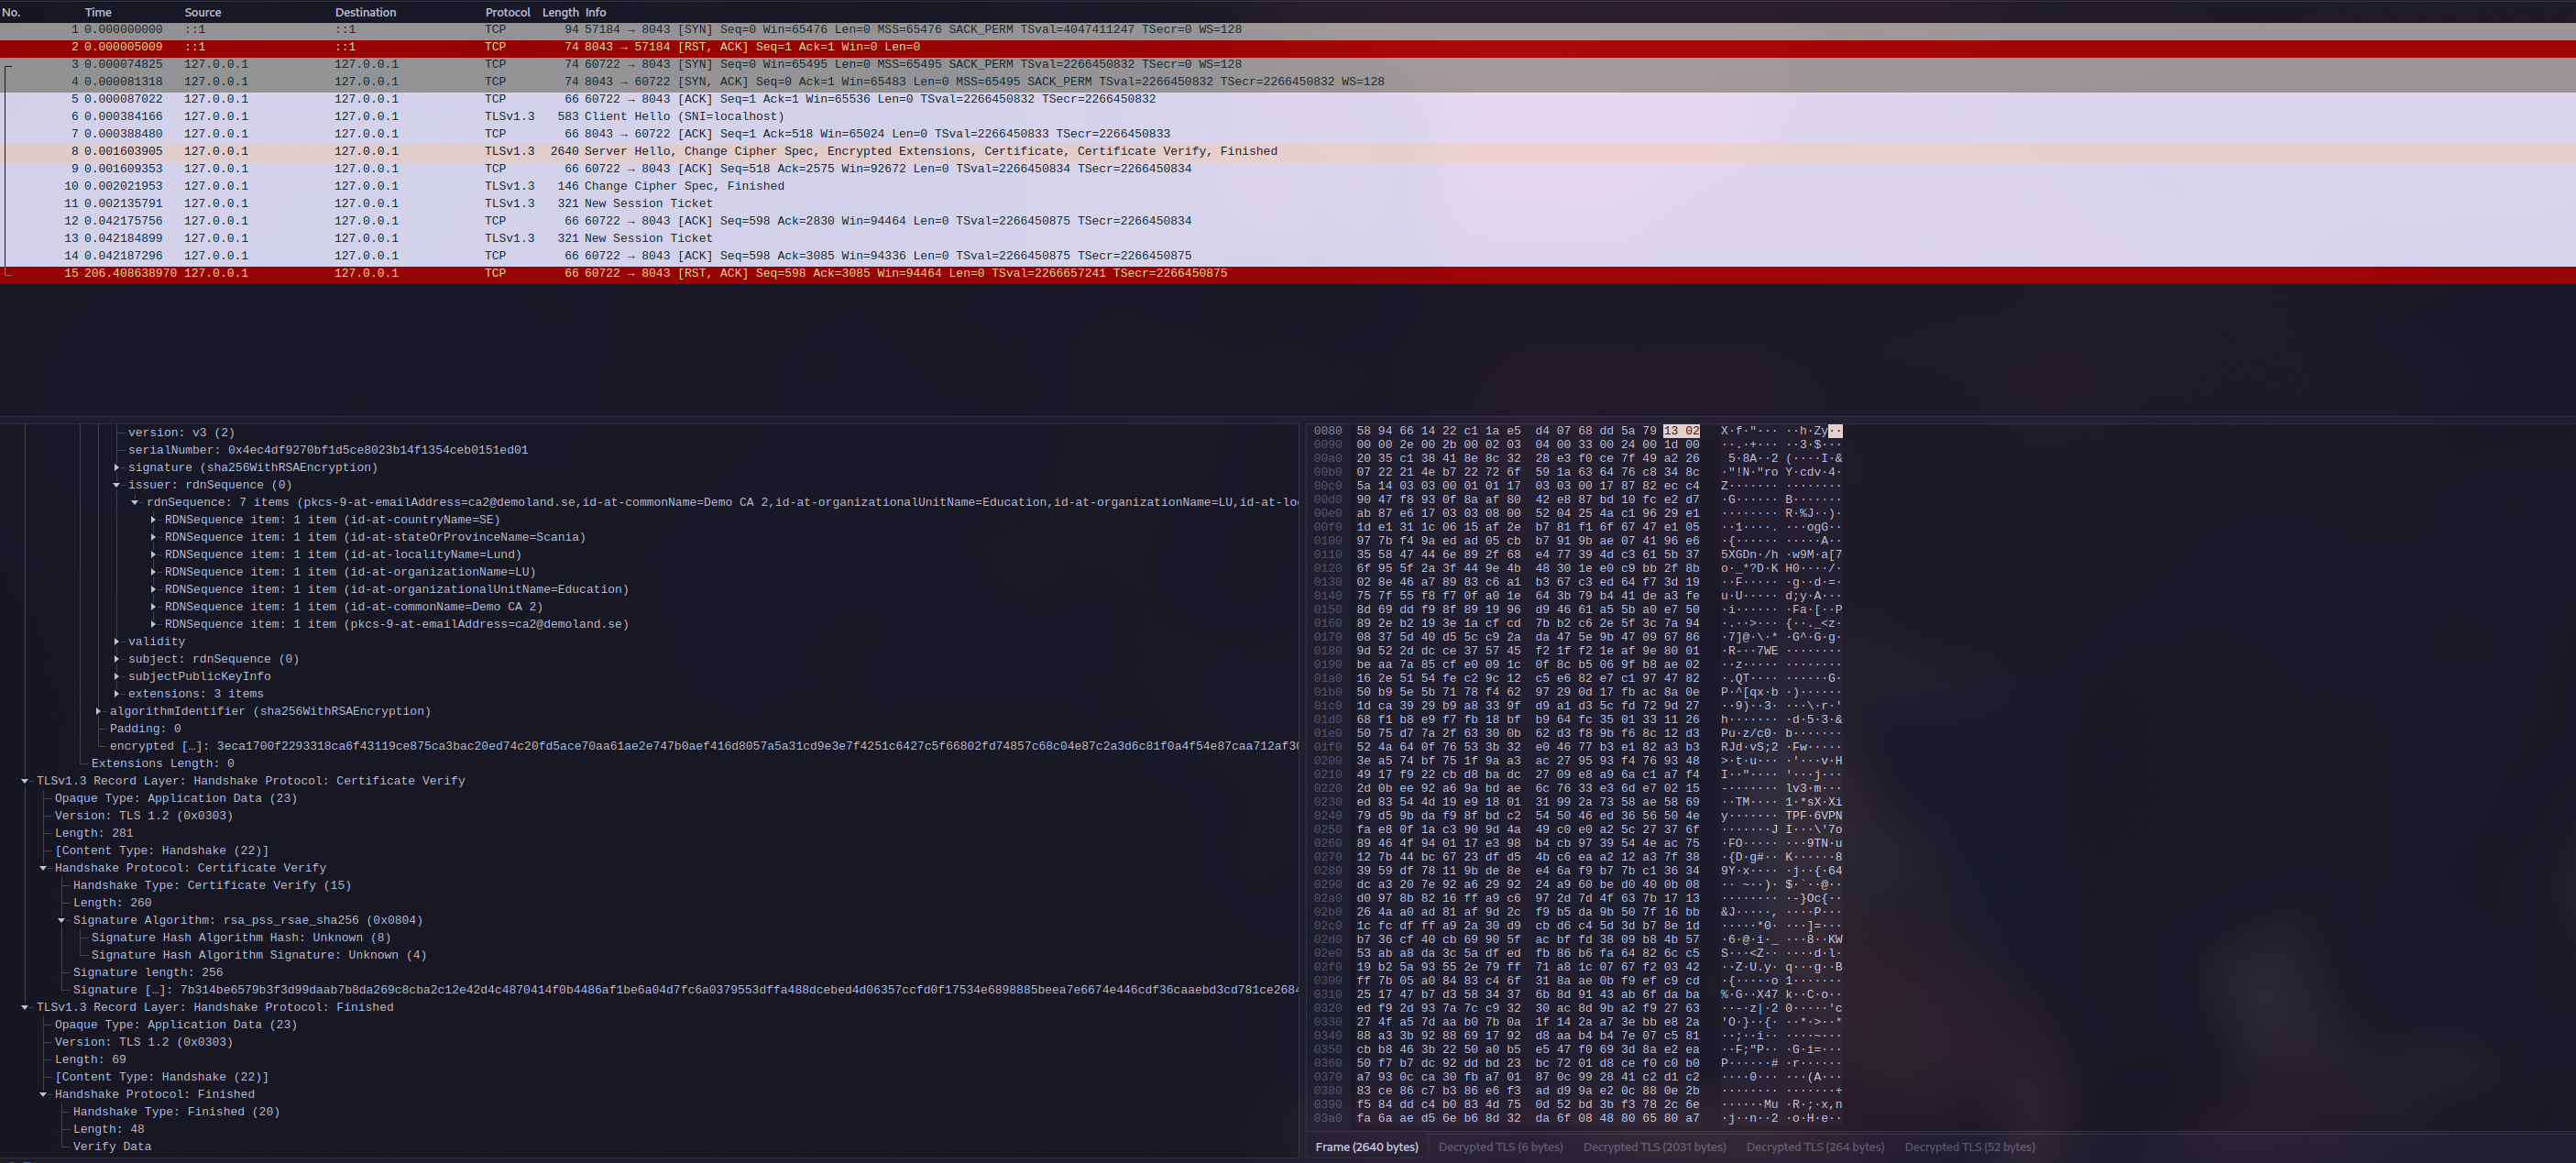 No. Time Source Destination Protocol Length Info
1 0.000000000 ::1 ::1 TCP 94 57184 → 8043 [SYN] Seq=0 Win=65476 Len=0 MSS=65476 SACK_PERM TSval=4047411247 TSecr=0 WS=128
2 0.000005009 ::1 ::1 TCP 74 8043 → 57184 [RST, ACK] Seq=1 Ack=1 Win=0 Len=0
3 0.000074825 127.0.0.1 127.0.0.1 TCP 74 60722 → 8043 [SYN] Seq=0 Win=65495 Len=0 MSS=65495 SACK_PERM TSval=2266450832 TSecr=0 WS=128
4 0.000081318 127.0.0.1 127.0.0.1 TCP 74 8043 → 60722 [SYN, ACK] Seq=0 Ack=1 Win=65483 Len=0 MSS=65495 SACK_PERM TSval=2266450832 TSecr=2266450832 WS=128
5 0.000087022 127.0.0.1 127.0.0.1 TCP 66 60722 → 8043 [ACK] Seq=1 Ack=1 Win=65536 Len=0 TSval=2266450832 TSecr=2266450832
6 0.000384166 127.0.0.1 127.0.0.1 TLSv1.3 583 Client Hello (SNI=localhost)
7 0.000388480 127.0.0.1 127.0.0.1 TCP 66 8043 → 60722 [ACK] Seq=1 Ack=518 Win=65024 Len=0 TSval=2266450833 TSecr=2266450833
8 0.001603905 127.0.0.1 127.0.0.1 TLSv1.3 2640 Server Hello, Change Cipher Spec, Encrypted Extensions, Certificate, Certificate Verify, Finished
9 0.001609353 127.0.0.1 127.0.0.1 TCP 66 60722 → 8043 [ACK] Seq=518 Ack=2575 Win=92672 Len=0 TSval=2266450834 TSecr=2266450834
10 0.002021953 127.0.0.1 127.0.0.1 TLSv1.3 146 Change Cipher Spec, Finished
11 0.002135791 127.0.0.1 127.0.0.1 TLSv1.3 321 New Session Ticket
12 0.042175756 127.0.0.1 127.0.0.1 TCP 66 60722 → 8043 [ACK] Seq=598 Ack=2830 Win=94464 Len=0 TSval=2266450875 TSecr=2266450834
13 0.042184899 127.0.0.1 127.0.0.1 TLSv1.3 321 New Session Ticket
14 0.042187296 127.0.0.1 127.0.0.1 TCP 66 60722 → 8043 [ACK] Seq=598 Ack=3085 Win=94336 Len=0 TSval=2266450875 TSecr=2266450875
15 206.408638970 127.0.0.1 127.0.0.1 TCP 66 60722 → 8043 [RST, ACK] Seq=598 Ack=3085 Win=94464 Len=0 TSval=2266657241 TSecr=2266450875
version: v3 (2)
serialNumber: 0x4ec4df9270bf1d5ce8023b14f1354ceb0151ed01
signature (sha256WithRSAEncryption)
issuer: rdnSequence (0)
rdnSequence: 7 items (pkcs-9-at-emailAddress=ca2@demoland.se,id-at-commonName=Demo CA 2,id-at-organizationalUnitName=Education,id-at-organizationName=LU,id-at-lo
RDNSequence item: 1 item (id-at-countryName=SE)
RDNSequence item: 1 item (id-at-stateOrProvinceName=Scania)
RDNSequence item: 1 item (id-at-localityName=Lund)
RDNSequence item: 1 item (id-at-organizationName=LU)
RDNSequence item: 1 item (id-at-organizationalUnitName=Education)
RDNSequence item: 1 item (id-at-commonName=Demo CA 2)
RDNSequence item: 1 item (pkcs-9-at-emailAddress=ca2@demoland.se)
validity
subject: rdnSequence (0)
subjectPublicKeyInfo
extensions: 3 items
algorithmIdentifier (sha256WithRSAEncryption)
Padding: 0
encrypted […]: 3eca1700f2293318ca6f43119ce875ca3bac20ed74c20fd5ace70aa61ae2e747b0aef416d8057a5a31cd9e3e7f4251c6427c5f66802fd74857c68c04e87c2a3d6c81f0a4f54e87caa712af3
Extensions Length: 0
TLSv1.3 Record Layer: Handshake Protocol: Certificate Verify
Opaque Type: Application Data (23)
Version: TLS 1.2 (0x0303)
Length: 281
[Content Type: Handshake (22)]
Handshake Protocol: Certificate Verify
Handshake Type: Certificate Verify (15)
Length: 260
Signature Algorithm: rsa_pss_rsae_sha256 (0x0804)
Signature Hash Algorithm Hash: Unknown (8)
Signature Hash Algorithm Signature: Unknown (4)
Signature length: 256
Signature […]: 7b314be6579b3f3d99daab7b8da269c8cba2c12e42d4c4870414f0b4486af1be6a04d7fc6a0379553dffa488dcebed4d06357ccfd0f17534e6898885beea7e6674e446cdf36caaebd3cd781ce2684
TLSv1.3 Record Layer: Handshake Protocol: Finished
Opaque Type: Application Data (23)
Version: TLS 1.2 (0x0303)
Length: 69
[Content Type: Handshake (22)]
Handshake Protocol: Finished
Handshake Type: Finished (20)
Length: 48
Verify Data
0080 58 94 66 14 22 c1 1a e5 d4 07 68 dd 5a 79 13 02 X·f·"··· ··h·Zy··
0090 00 00 2e 00 2b 00 02 03 04 00 33 00 24 00 1d 00 ··.·+··· ··3·$···
00a0 20 35 c1 38 41 8e 8c 32 28 e3 f0 ce 7f 49 a2 26 5·8A··2 (····I·&
00b0 07 22 21 4e b7 22 72 6f 59 1a 63 64 76 c8 34 8c ·"!N·"ro Y·cdv·4·
00c0 5a 14 03 03 00 01 01 17 03 03 00 17 87 82 ec c4 Z······· ········
00d0 90 47 f8 93 0f 8a af 80 42 e8 87 bd 10 fc e2 d7 ·G······ B·······
00e0 ab 87 e6 17 03 03 08 00 52 04 25 4a c1 96 29 e1 ········ R·%J··)·
00f0 1d e1 31 1c 06 15 af 2e b7 81 f1 6f 67 47 e1 05 ··1····. ···ogG··
0100 97 7b f4 9a ed ad 05 cb b7 91 9b ae 07 41 96 e6 ·{······ ·····A··
0110 35 58 47 44 6e 89 2f 68 e4 77 39 4d c3 61 5b 37 5XGDn·/h ·w9M·a[7
0120 6f 95 5f 2a 3f 44 9e 4b 48 30 1e e0 c9 bb 2f 8b o·_*?D·K H0····/·
0130 02 8e 46 a7 89 83 c6 a1 b3 67 c3 ed 64 f7 3d 19 ··F····· ·g··d·=·
0140 75 7f 55 f8 f7 0f a0 1e 64 3b 79 b4 41 de a3 fe u·U····· d;y·A···
0150 8d 69 dd f9 8f 89 19 96 d9 46 61 a5 5b a0 e7 50 ·i······ ·Fa·[··P
0160 89 2e b2 19 3e 1a cf cd 7b b2 c6 2e 5f 3c 7a 94 ·.··>··· {··._<z·
0170 08 37 5d 40 d5 5c c9 2a da 47 5e 9b 47 09 67 86 ·7]@·\·* ·G^·G·g·
0180 9d 52 2d dc ce 37 57 45 f2 1f f2 1e af 9e 80 01 ·R-··7WE ········
0190 be aa 7a 85 cf e0 09 1c 0f 8c b5 06 9f b8 ae 02 ··z····· ········
01a0 16 2e 51 54 fe c2 9c 12 c5 e6 82 e7 c1 97 47 82 ·.QT···· ······G·
01b0 50 b9 5e 5b 71 78 f4 62 97 29 0d 17 fb ac 8a 0e P·^[qx·b ·)······
01c0 1d ca 39 29 b9 a8 33 9f d9 a1 d3 5c fd 72 9d 27 ··9)··3· ···\·r·'
01d0 68 f1 b8 e9 f7 fb 18 bf b9 64 fc 35 01 33 11 26 h······· ·d·5·3·&
01e0 50 75 d7 7a 2f 63 30 0b 62 d3 f8 9b f6 8c 12 d3 Pu·z/c0· b·······
01f0 52 4a 64 0f 76 53 3b 32 e0 46 77 b3 e1 82 a3 b3 RJd·vS;2 ·Fw·····
0200 3e a5 74 bf 75 1f 9a a3 ac 27 95 93 f4 76 93 48 >·t·u··· ·'···v·H
0210 49 17 f9 22 cb d8 ba dc 27 09 e8 a9 6a c1 a7 f4 I··"···· '···j···
0220 2d 0b ee 92 a6 9a bd ae 6c 76 33 e3 6d e7 02 15 -······· lv3·m···
0230 ed 83 54 4d 19 e9 18 01 31 99 2a 73 58 ae 58 69 ··TM···· 1·*sX·Xi
0240 79 d5 9b da f9 8f bd c2 54 50 46 ed 36 56 50 4e y······· TPF·6VPN
0250 fa e8 0f 1a c3 90 9d 4a 49 c0 e0 a2 5c 27 37 6f ·······J I···\'7o
0260 89 46 4f 94 01 17 e3 98 b4 cb 97 39 54 4e ac 75 ·FO····· ···9TN·u
0270 12 7b 44 bc 67 23 df d5 4b c6 ea a2 12 a3 7f 38 ·{D·g#·· K······8
0280 39 59 df 78 11 9b de 8e e4 6a f9 b7 7b c1 36 34 9Y·x···· ·j··{·64
0290 dc a3 20 7e 92 a6 29 92 24 a9 60 be d0 40 0b 08 ·· ~··)· $·`··@··
02a0 d0 97 8b 82 16 ff a9 c6 97 2d 7d 4f 63 7b 17 13 ········ ·-}Oc{··
02b0 26 4a a0 ad 81 af 9d 2c f9 b5 da 9b 50 7f 16 bb &J·····, ····P···
02c0 1c fc df ff a9 2a 30 d9 cb d6 c4 5d 3d b7 8e 1d ·····*0· ···]=···
02d0 b7 36 cf 40 cb 69 90 5f ac bf fd 38 09 b8 4b 57 ·6·@·i·_ ···8··KW
02e0 53 ab a8 da 3c 5a df ed fb 86 b6 fa 64 82 6c c5 S···<Z·· ····d·l·
02f0 19 b2 5a 93 55 2e 79 ff 71 a8 1c 07 67 f2 03 42 ··Z·U.y· q···g··B
0300 ff 7b 05 a0 84 83 c4 6f 31 8a ae 0b f9 ef c9 cd ·{·····o 1·······
0310 25 17 47 b7 d3 58 34 37 6b 8d 91 43 ab 6f da ba %·G··X47 k··C·o··
0320 ed f9 2d 93 7a 7c c9 32 30 ac 8d 9b a2 f9 27 63 ··-·z|·2 0·····'c
0330 27 4f a5 7d aa b0 7b 0a 1f 14 2a a7 3e bb e8 2a 'O·}··{· ··*·>··*
0340 88 a3 3b 92 88 69 17 92 d8 aa b4 b4 7e 07 c5 81 ··;··i·· ····~···
0350 cb b8 46 3b 22 50 a0 b5 e5 47 f0 69 3d 8a e2 ea ··F;"P·· ·G·i=···
0360 50 f7 b7 dc 92 dd bd 23 bc 72 01 d8 ce f0 c0 b0 P······# ·r······
0370 a7 93 0c ca 30 fb a7 01 87 0c 99 28 41 c2 d1 c2 ····0··· ···(A···
0380 83 ce 86 c7 b3 86 e6 f3 ad d9 9a e2 0c 88 0e 2b ········ ·······+
0390 f5 84 dd c4 b0 83 4d 75 0d 52 bd 3b f3 78 2c 6e ······Mu ·R·;·x,n
03a0 fa 6a ae d5 6e b6 8d 32 da 6f 08 48 80 65 80 a7 ·j··n··2 ·o·H·e··
Frame (2640 bytes) Decrypted TLS (6 bytes) Decrypted TLS (2031 bytes) Decrypted TLS (264 bytes) Decrypted TLS (52 bytes)